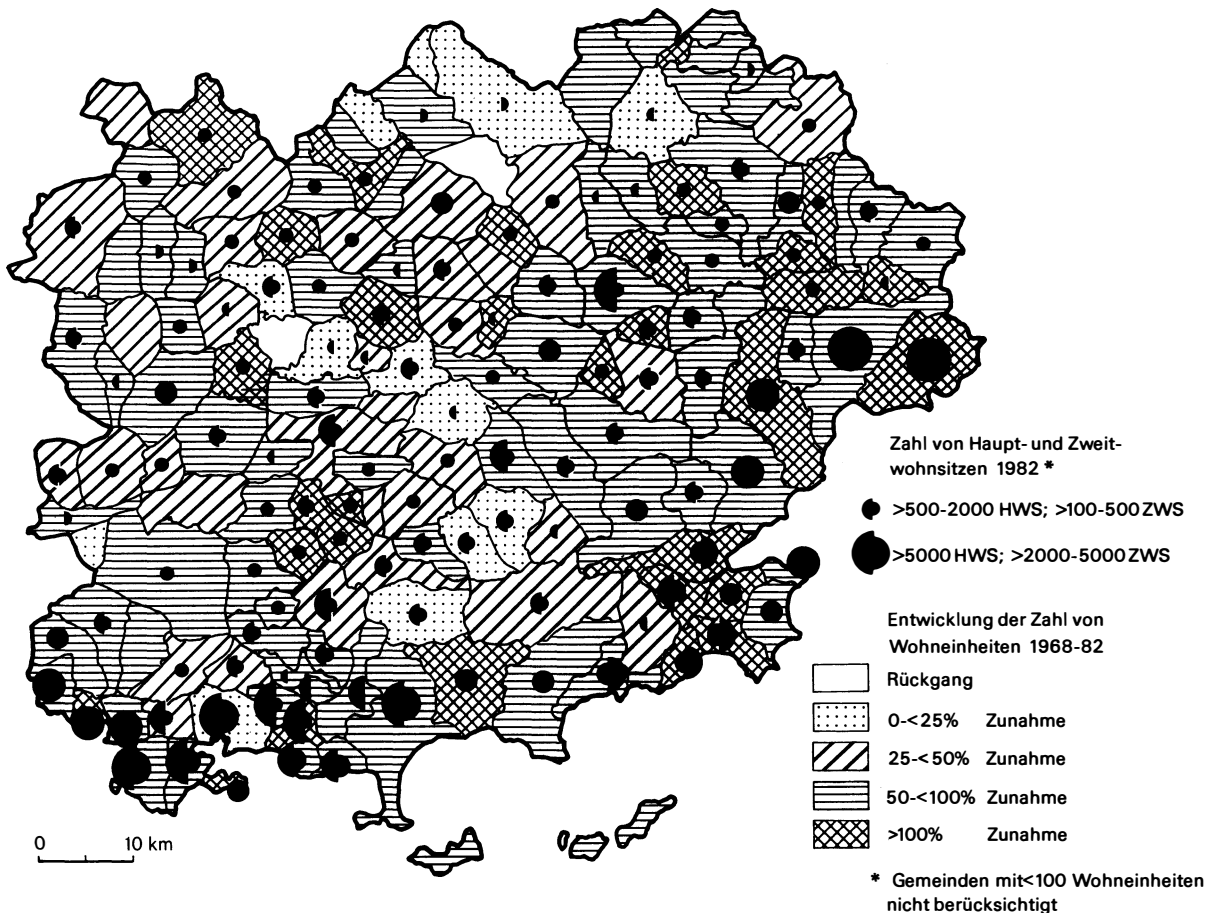 Zahl von Haupt- und Zweit-
wohnsitzen 1982 *
>500-2000 HWS; >100-500 ZWS
>5000 HWS; >2000-5000 ZWS
Entwicklung der Zahl von
Wohneinheiten 1968-82
Rückgang
0-<25% Zunahme
25-<50% Zunahme
50-<100% Zunahme
>100% Zunahme
* Gemeinden mit<100 Wohneinheiten
nicht berücksichtigt
0 10 km